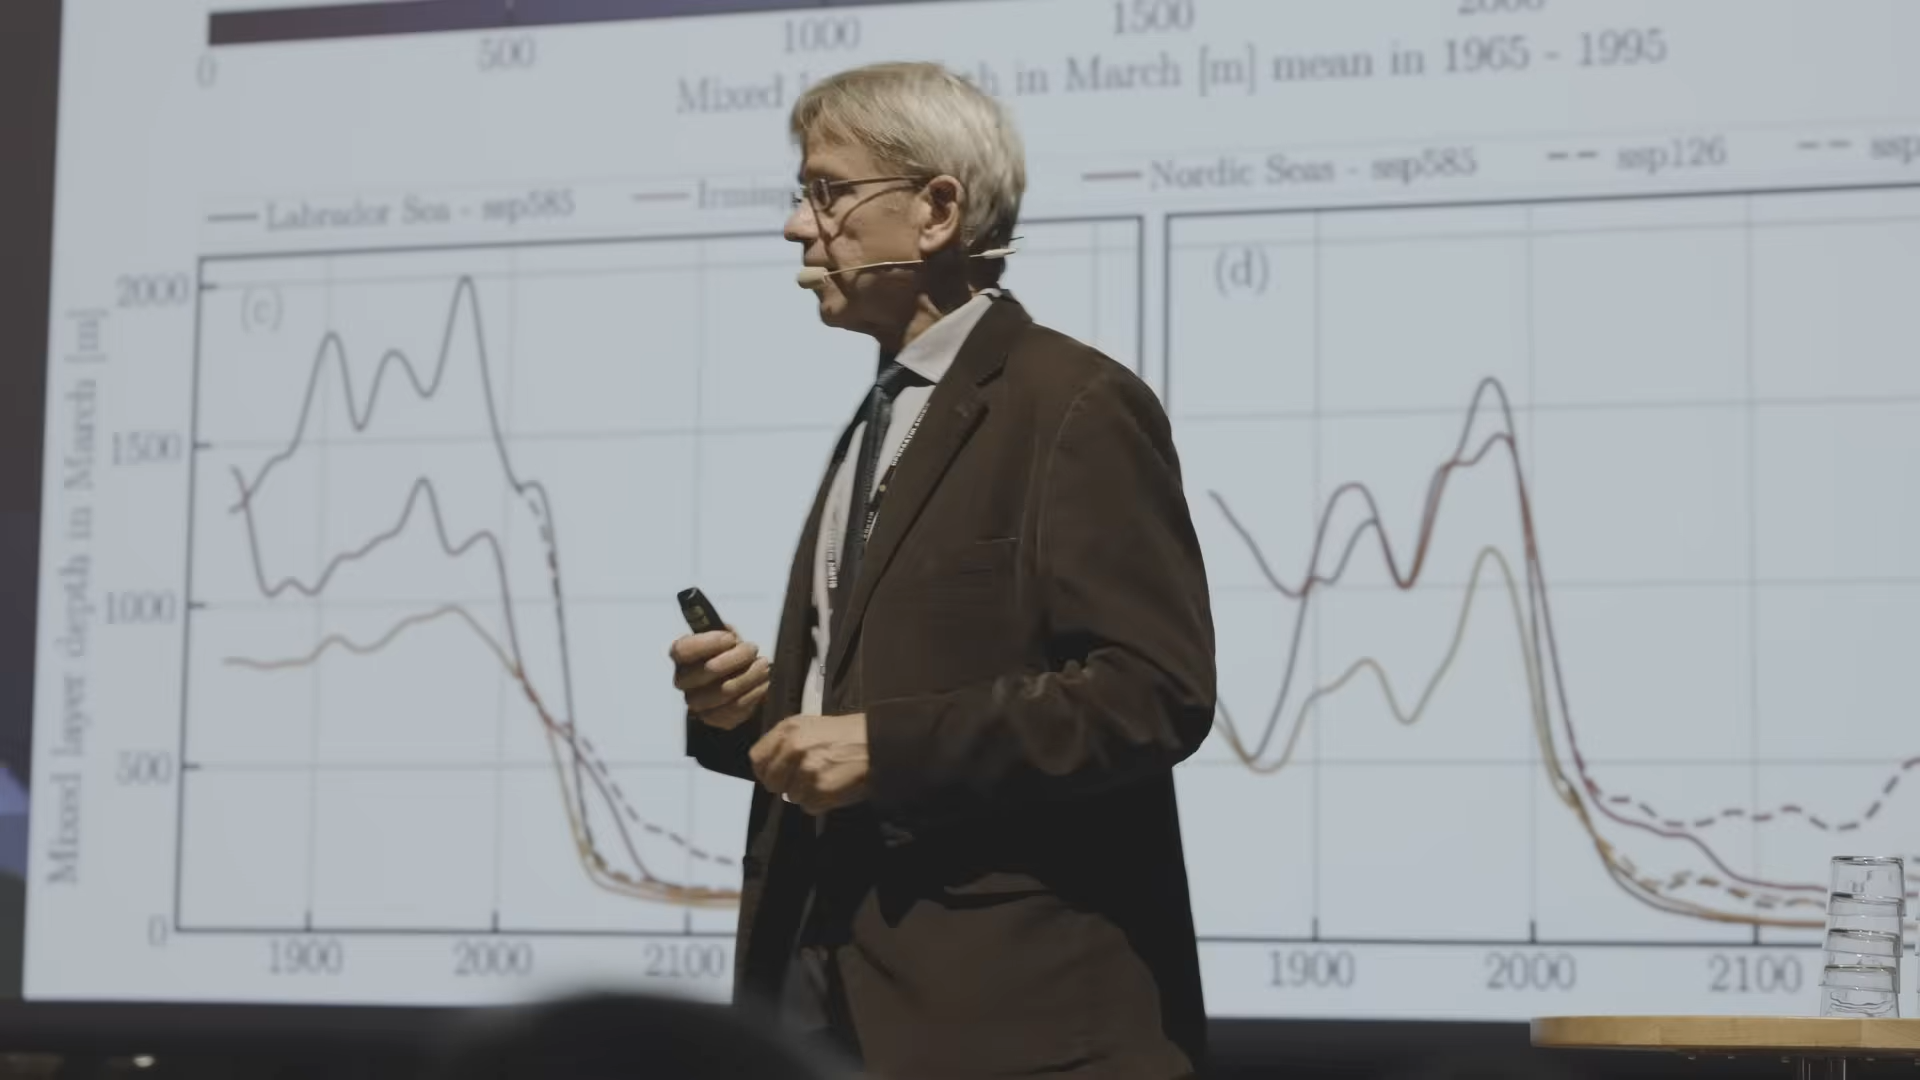 0 500 1000 1500 2000
Mixed in March [m] mean in 1965 - 1995
Labrador Sea - ssp585
Nordic Seas - ssp585 ssp126
Mixed layer depth in March [m]
2000
1500
1000
500
0
(c)
1900 2000 2100
(d)
1900 2000 2100